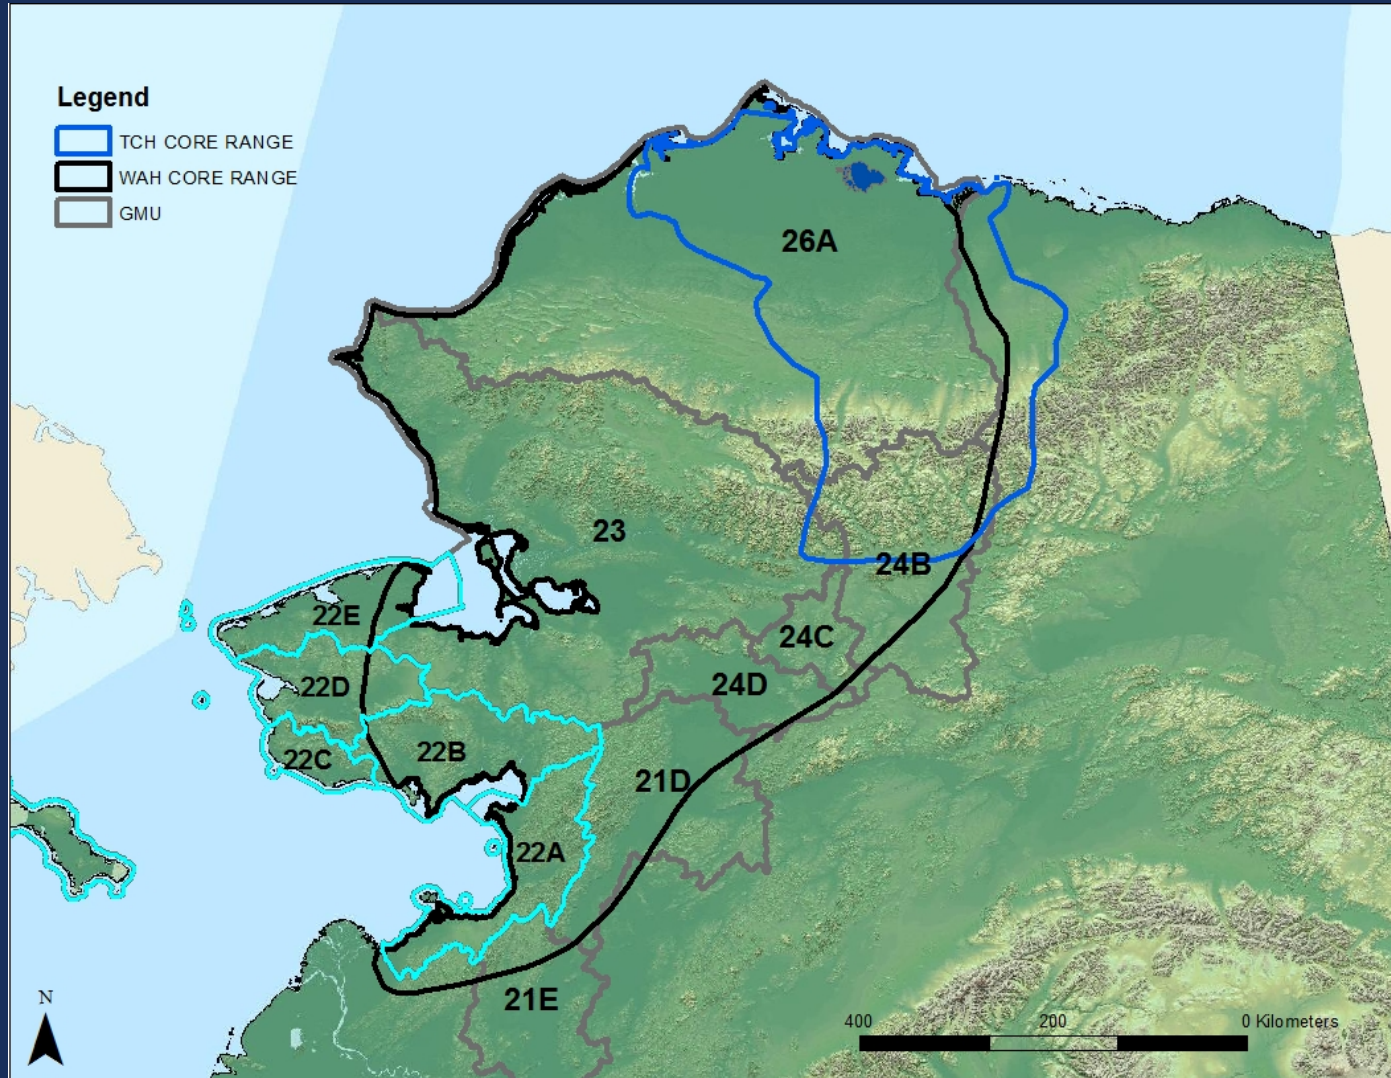 Legend
TCH CORE RANGE
WAH CORE RANGE
GMU
26A
23
24B
22E
24C
22D
24D
22C
22B
21D
22A
21E
N
400 200 0 Kilometers